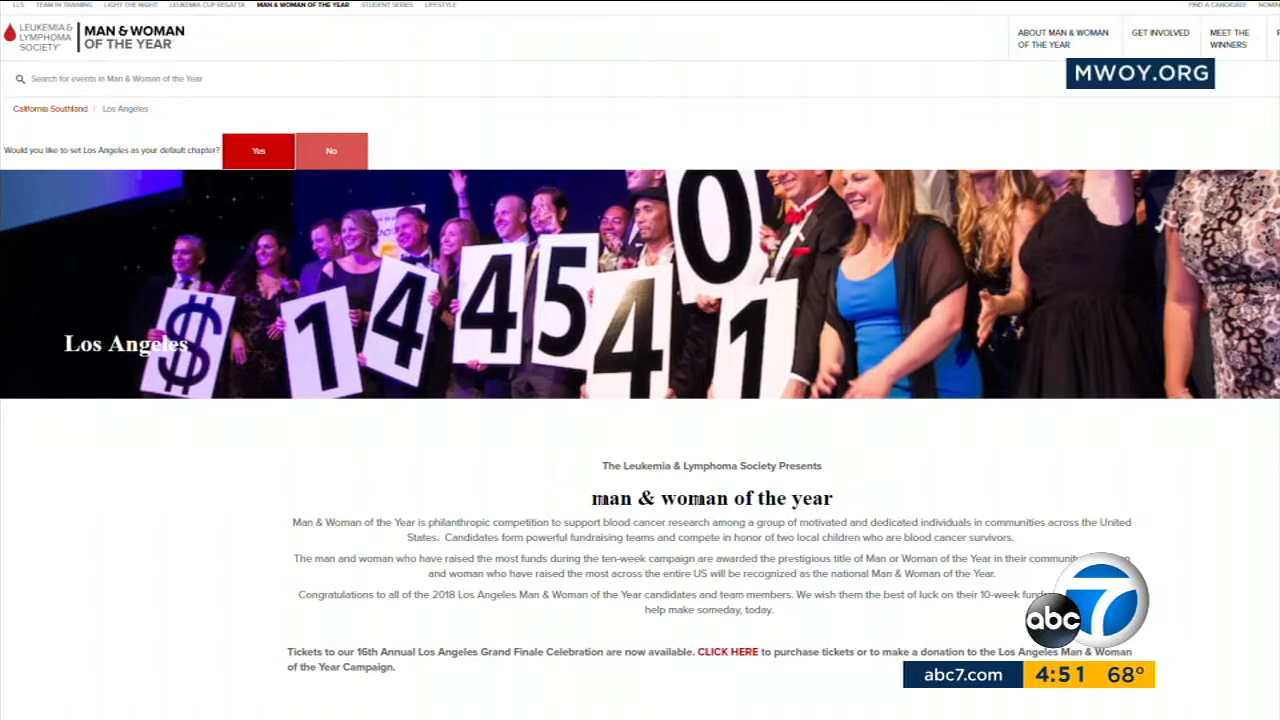 LLS TEAM IN TRAINING LIGHT THE NIGHT LEUKEMIA CUP REGATTA MAN & WOMAN OF THE YEAR STUDENT SERIES LIFESTYLE FIND A CANDIDATE
LEUKEMIA & LYMPHOMA SOCIETY
MAN & WOMAN
OF THE YEAR
ABOUT MAN & WOMAN
OF THE YEAR
GET INVOLVED
MEET THE
WINNERS
Search for events in Man & Woman of the Year
MWOY.ORG
California Southland / Los Angeles
Would you like to set Los Angeles as your default chapter? Yes No
$ 1 4 4 5 4 0 1
Los Angeles
The Leukemia & Lymphoma Society Presents
man & woman of the year
Man & Woman of the Year is philanthropic competition to support blood cancer research among a group of motivated and dedicated individuals in communities across the United
States. Candidates form powerful fundraising teams and compete in honor of two local children who are blood cancer survivors.
The man and woman who have raised the most funds during the ten-week campaign are awarded the prestigious title of Man or Woman of the Year in their
and woman who have raised the most across the entire US will be recognized as the national Man & Woman of the Year.
Congratulations to all of the 2018 Los Angeles Man & Woman of the Year candidates and team members. We wish them the best of luck on their 10-week
help make someday, today.
Tickets to our 16th Annual Los Angeles Grand Finale Celebration are now available. CLICK HERE to purchase tickets or to make a donation to the Los Angeles Man & Woman
of the Year Campaign.
abc 7
abc7.com 4:51 68°